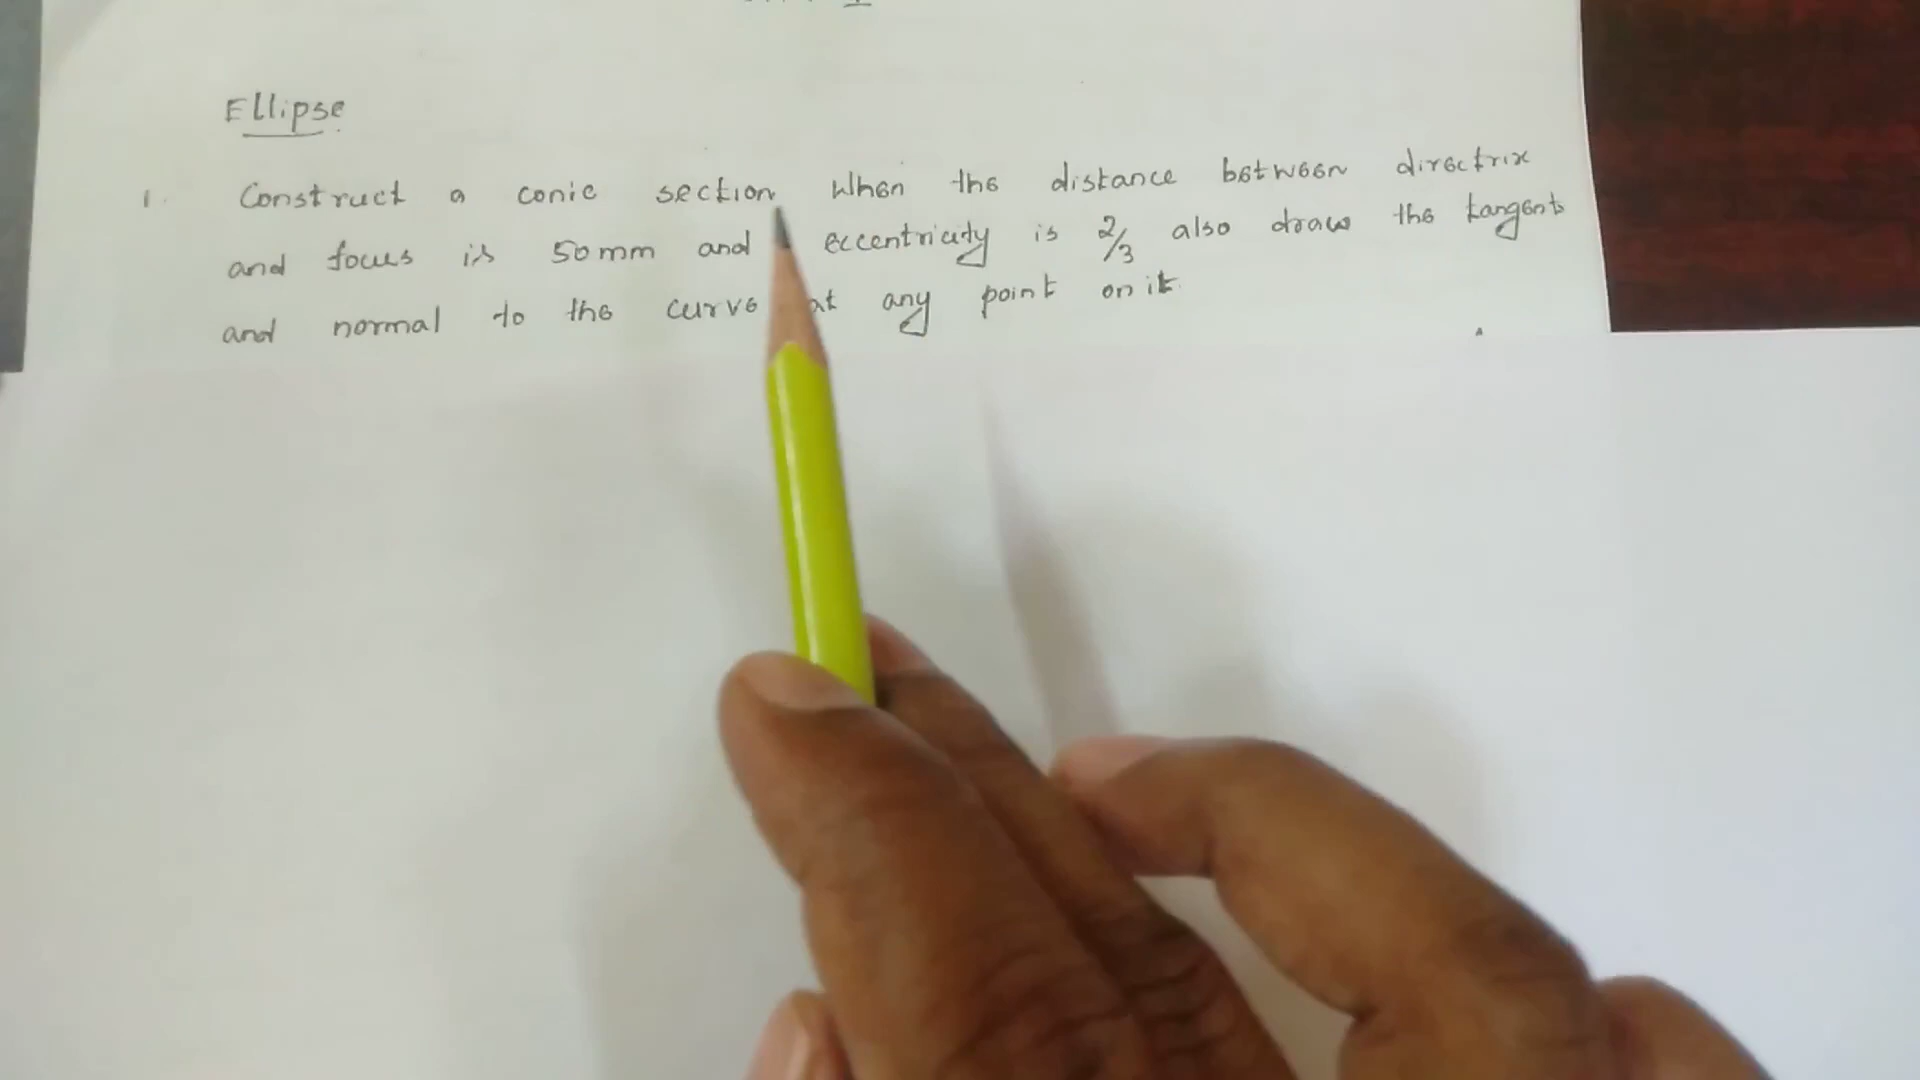 Ellipse
1. Construct a conic section when the distance between directrix
and focus is 50mm and eccentricity is 2/3 also draw the tangent
and normal to the curve at any point on it.